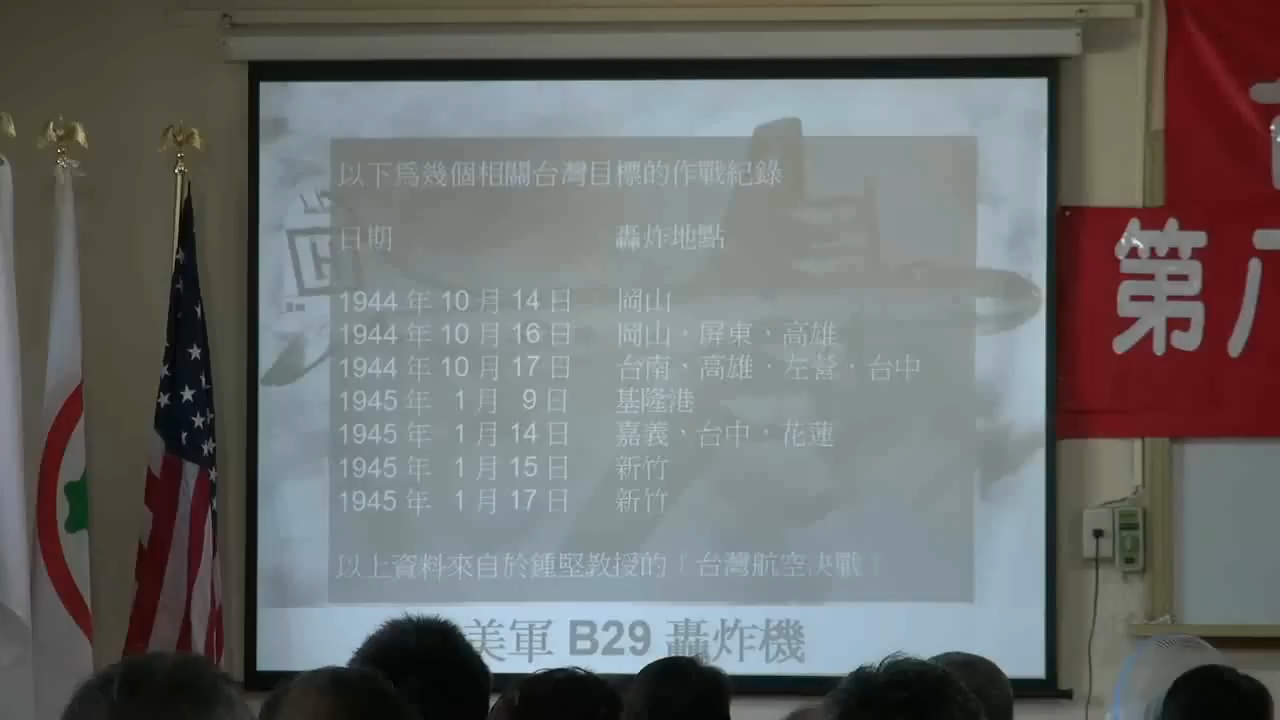 以下為幾個相關台灣目標的作戰紀錄
日期 轟炸地點
1944 年 10 月 14 日 岡山
1944 年 10 月 16 日 岡山、屏東、高雄
1944 年 10 月 17 日 台南、高雄、左營、台中
1945 年 1 月 9 日 基隆港
1945 年 1 月 14 日 嘉義、台中、花蓮
1945 年 1 月 15 日 新竹
1945 年 1 月 17 日 新竹
以上資料來自於鍾堅教授的「台灣航空決戰」
美軍 B29 轟炸機
第